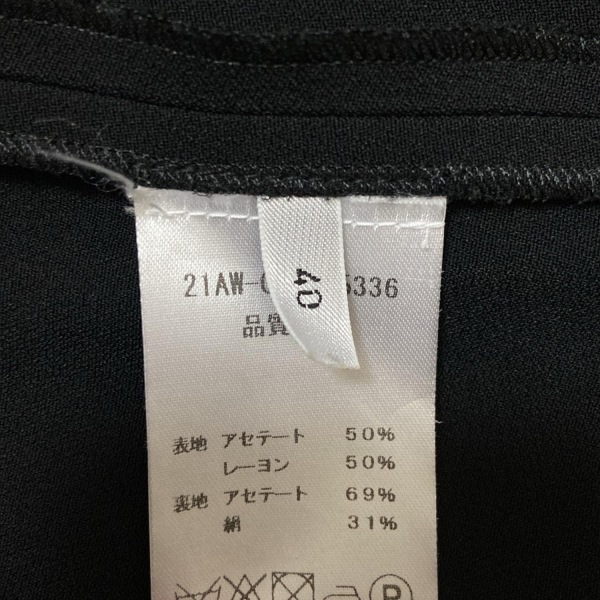 21AW-
5336
40
品質
表地 アセテート 50%
レーヨン 50%
裏地 アセテート 69%
絹 31%
P